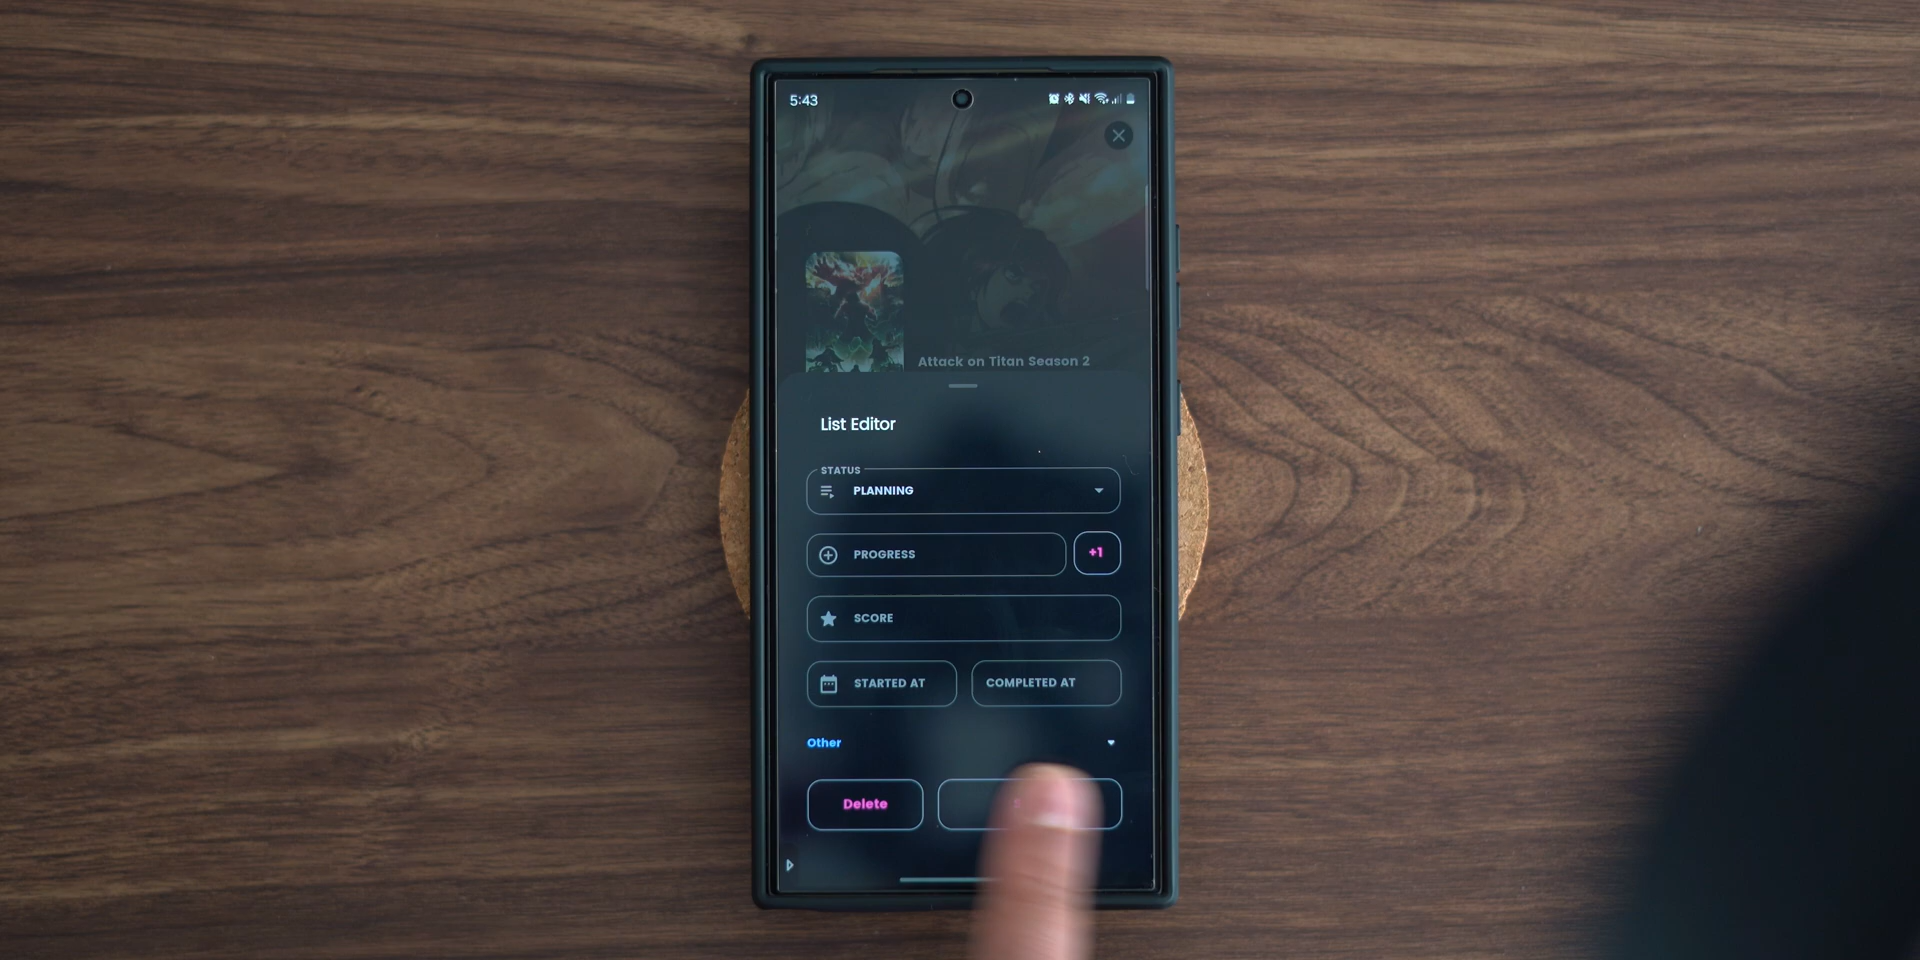 5:43
Attack on Titan Season 2
List Editor
STATUS
PLANNING
PROGRESS
+1
SCORE
STARTED AT
COMPLETED AT
Other
Delete